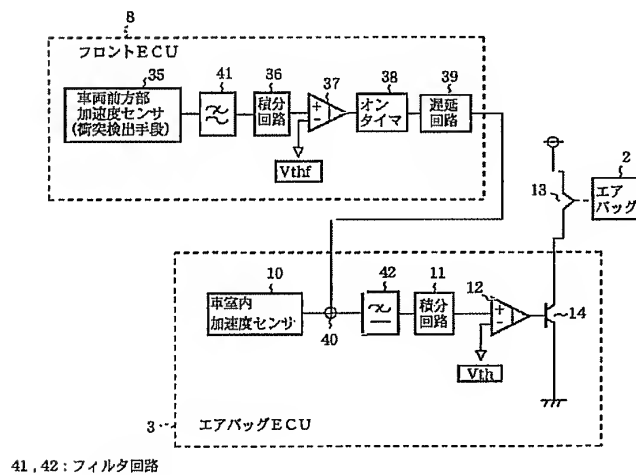 8
フロントECU
35
41
36
37
38
39
車両前方部
加速度センサ
(衝突検出手段)
積分
回路
+
-
オン
タイマ
遅延
回路
Vthf
2
13
エア
バッグ
10
42
11
12
車室内
加速度センサ
40
積分
回路
+
-
14
Vth
3
エアバッグECU
41,42:フィルタ回路